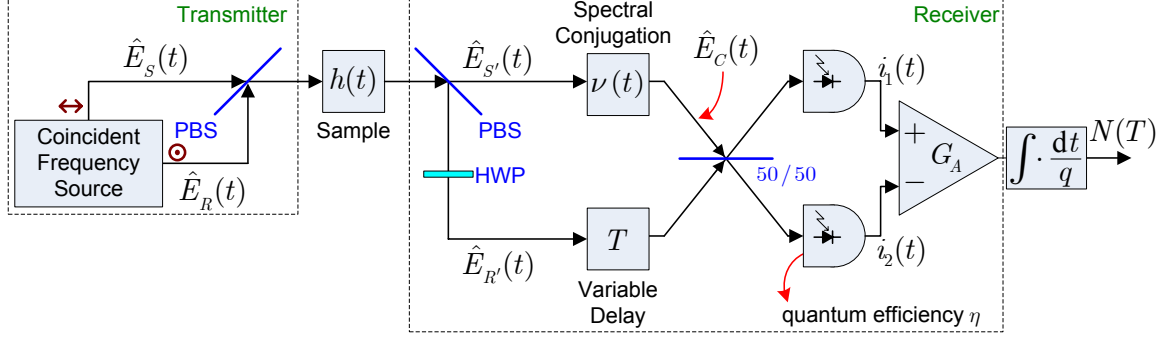 Transmitter
Receiver
Spectral
Conjugation
Ê_S(t)
Ê_S'(t)
Ê_C(t)
i_1(t)
h(t)
ν(t)
PBS
Sample
PBS
Coincident
Frequency
Source
Ê_R(t)
HWP
50/50
+
G_A
−
∫· dt/q
N(T)
T
Ê_R'(t)
i_2(t)
Variable
Delay
quantum efficiency η